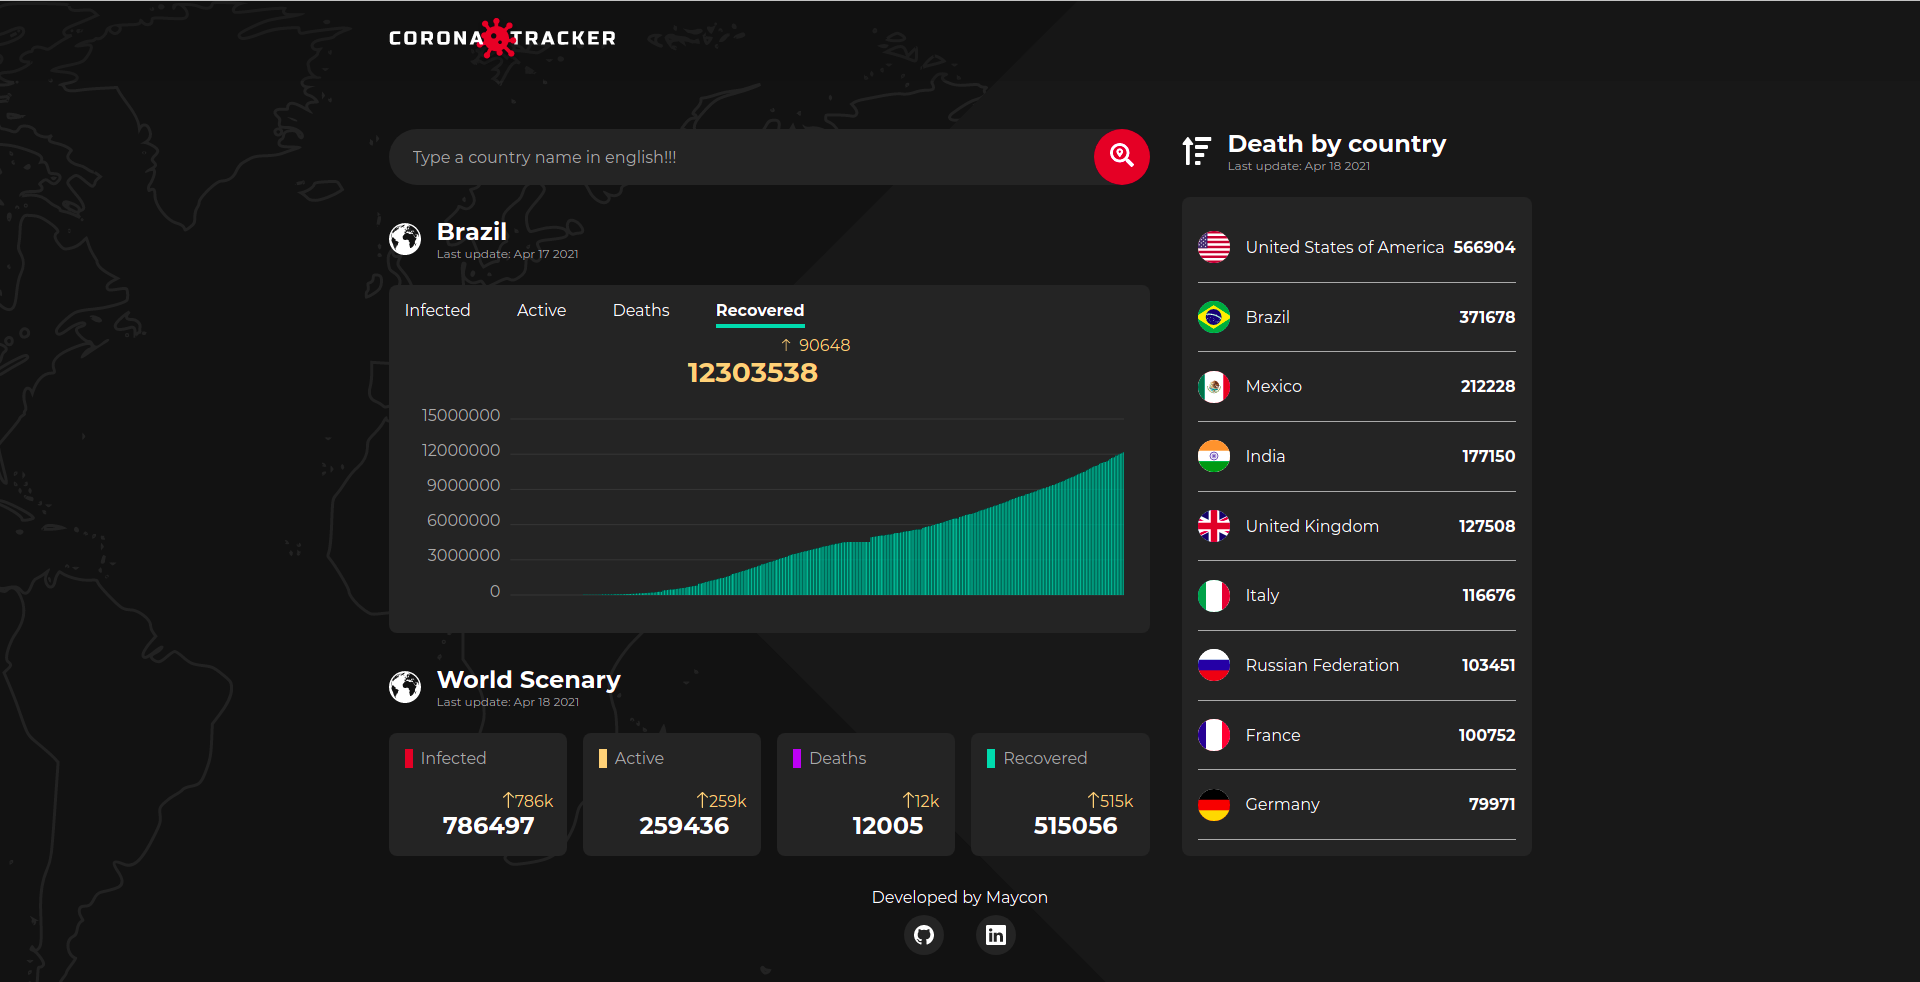 CORONA TRACKER
Type a country name in english!!!
Brazil
Last update: Apr 17 2021
Infected Active Deaths Recovered
↑ 90648
12303538
15000000
12000000
9000000
6000000
3000000
0
World Scenary
Last update: Apr 18 2021
Infected
↑786k
786497
Active
↑259k
259436
Deaths
↑12k
12005
Recovered
↑515k
515056
Death by country
Last update: Apr 18 2021
United States of America 566904
Brazil 371678
Mexico 212228
India 177150
United Kingdom 127508
Italy 116676
Russian Federation 103451
France 100752
Germany 79971
Developed by Maycon
in